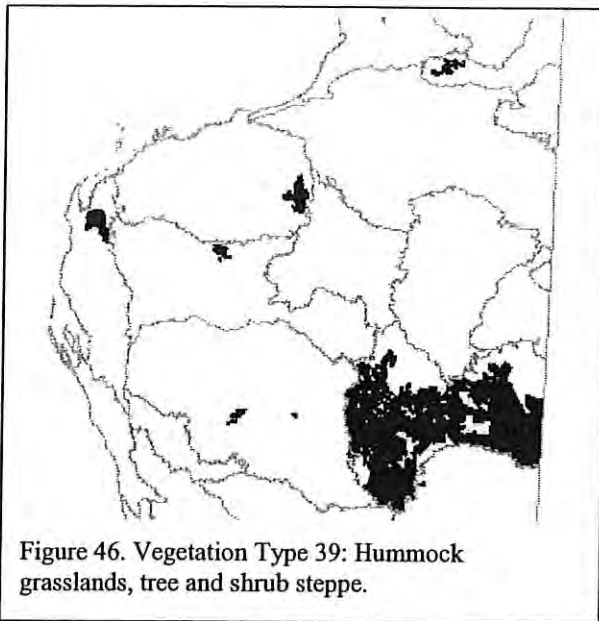 Figure 46. Vegetation Type 39: Hummock
grasslands, tree and shrub steppe.